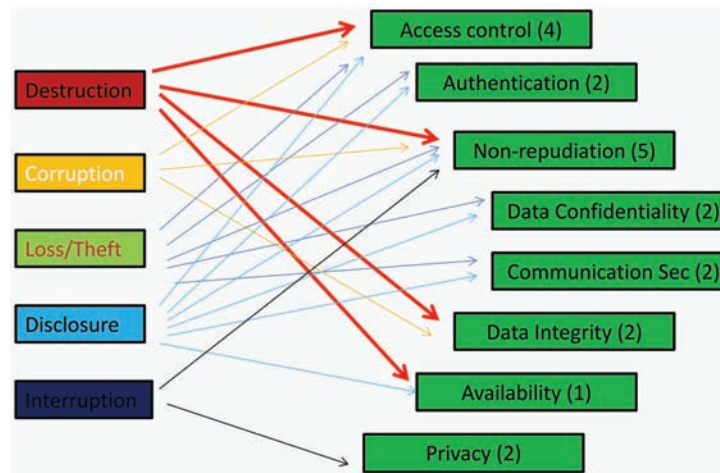 Access control (4)
Destruction
Authentication (2)
Non-repudiation (5)
Corruption
Data Confidentiality (2)
Loss/Theft
Communication Sec (2)
Disclosure
Data Integrity (2)
Interruption
Availability (1)
Privacy (2)